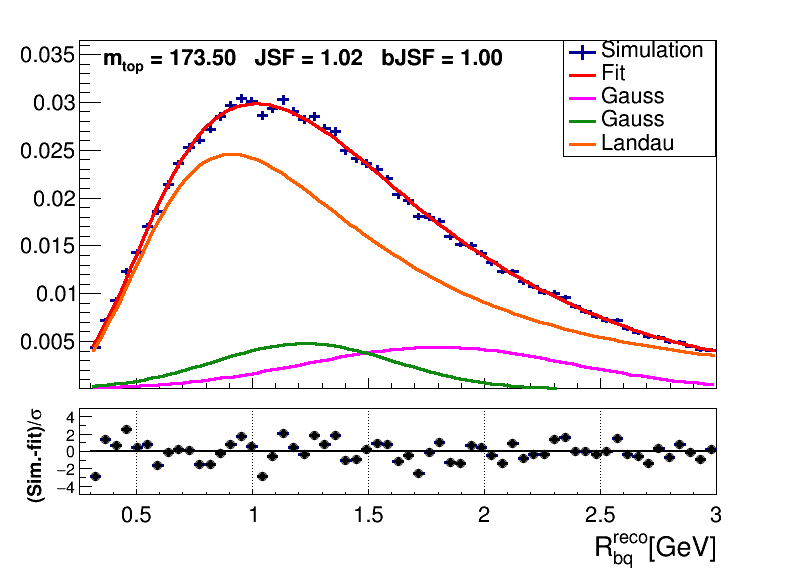 m_top = 173.50 JSF = 1.02 bJSF = 1.00
Simulation
Fit
Gauss
Gauss
Landau
0.035
0.03
0.025
0.02
0.015
0.01
0.005
(Sim.-fit)/σ
4
2
0
−2
−4
0.5 1 1.5 2 2.5 3
R_bq^reco[GeV]